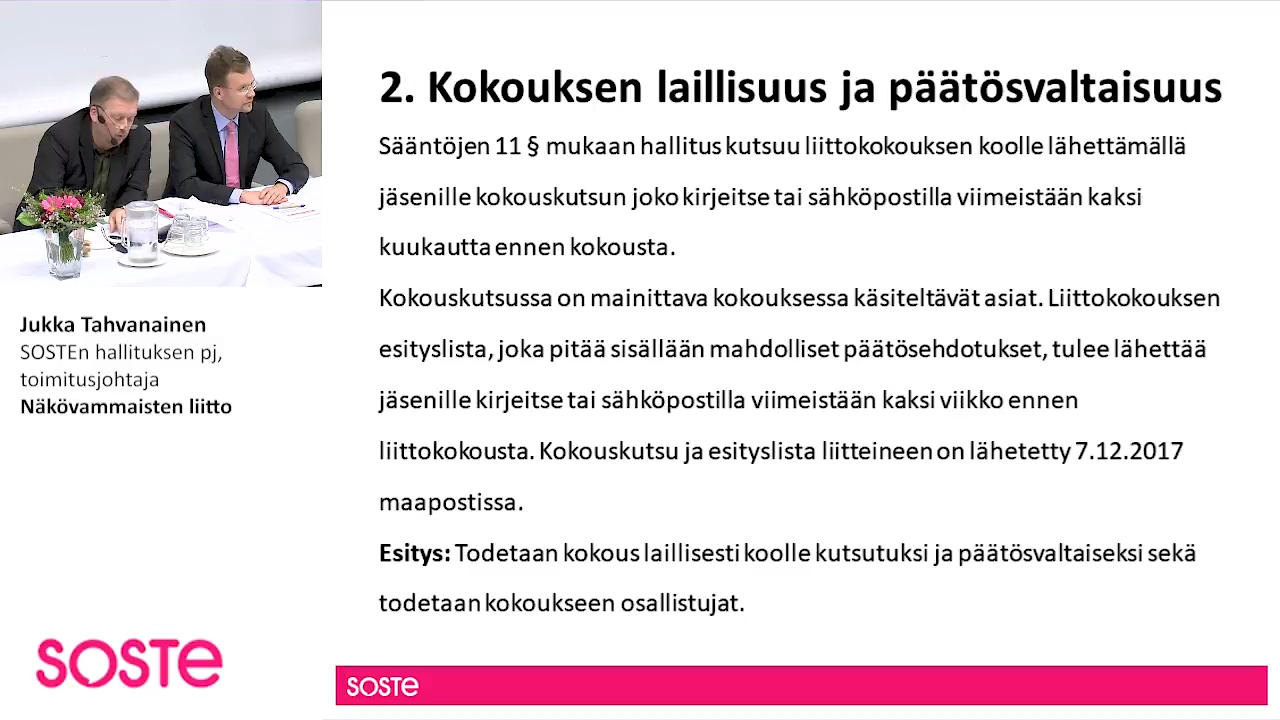 2. Kokouksen laillisuus ja päätösvaltaisuus
Sääntöjen 11 § mukaan hallitus kutsuu liittokokouksen koolle lähettämällä
jäsenille kokouskutsun joko kirjeitse tai sähköpostilla viimeistään kaksi
kuukautta ennen kokousta.
Kokouskutsussa on mainittava kokouksessa käsiteltävät asiat. Liittokokouksen
esityslista, joka pitää sisällään mahdolliset päätösehdotukset, tulee lähettää
jäsenille kirjeitse tai sähköpostilla viimeistään kaksi viikko ennen
liittokokousta. Kokouskutsu ja esityslista liitteineen on lähetetty 7.12.2017
maapostissa.
Esitys: Todetaan kokous laillisesti koolle kutsutuksi ja päätösvaltaiseksi sekä
todetaan kokoukseen osallistujat.
Jukka Tahvanainen
SOSTEn hallituksen pj,
toimitusjohtaja
Näkövammaisten liitto
SOSTE
SOSTE